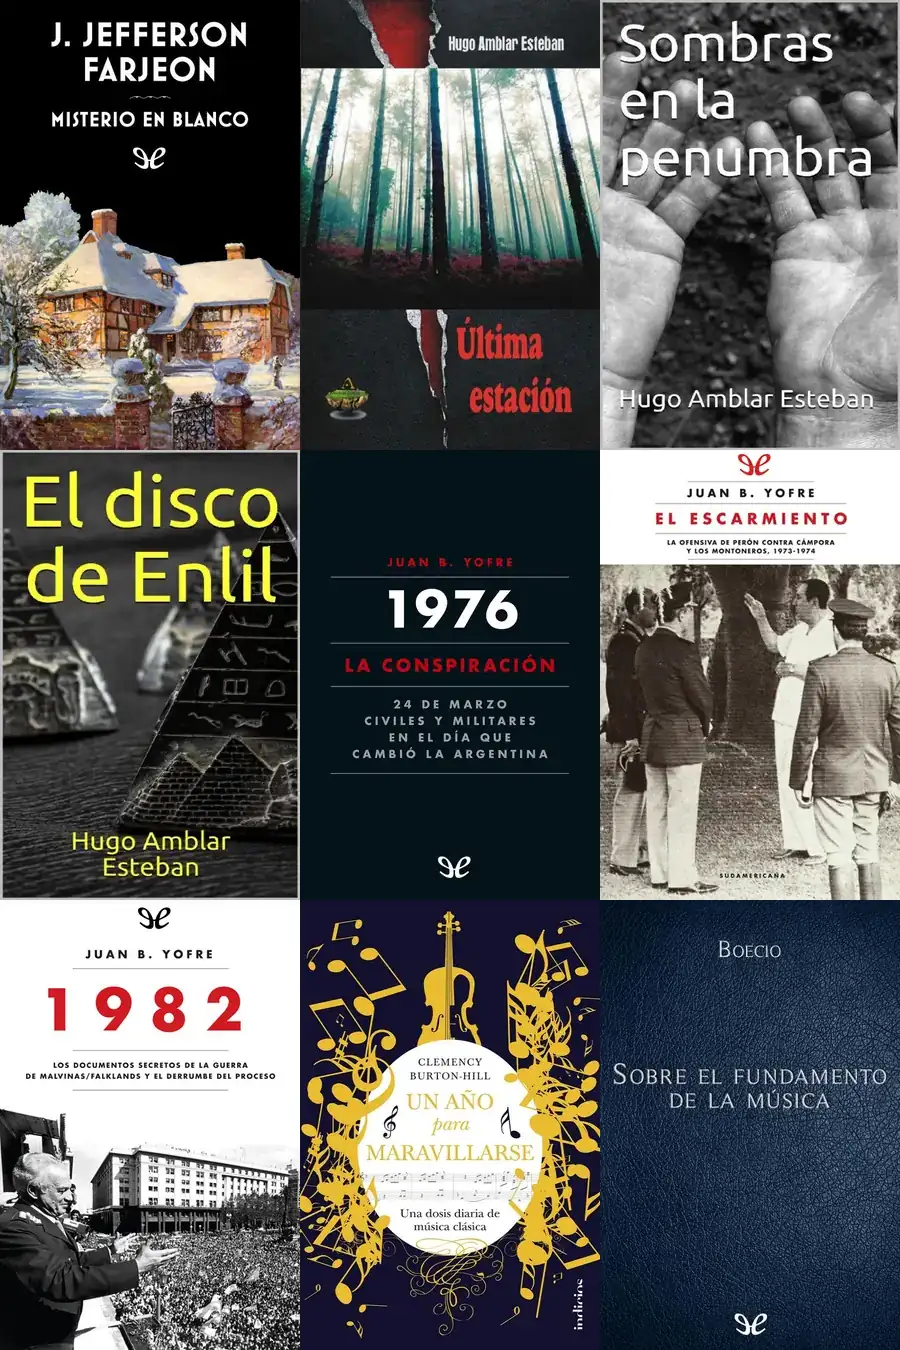 J. JEFFERSON
FARJEON
MISTERIO EN BLANCO
Hugo Amblar Esteban
Última
estación
Sombras
en la
penumbra
Hugo Amblar Esteban
El disco
de Enlil
Hugo Amblar
Esteban
JUAN B. YOFRE
1976
LA CONSPIRACIÓN
24 DE MARZO
CIVILES Y MILITARES
EN EL DÍA QUE
CAMBIÓ LA ARGENTINA
JUAN B. YOFRE
EL ESCARMIENTO
LA OFENSIVA DE PERÓN CONTRA CÁMPORA
Y LOS MONTONEROS, 1973-1974
SUDAMERICANA
JUAN B. YOFRE
1982
LOS DOCUMENTOS SECRETOS DE LA GUERRA
DE MALVINAS/FALKLANDS Y EL DERRUMBE DEL PROCESO
CLEMENCY
BURTON-HILL
UN AÑO
para
MARAVILLARSE
Una dosis diaria de
música clásica
indicios
BOECIO
SOBRE EL FUNDAMENTO
DE LA MÚSICA